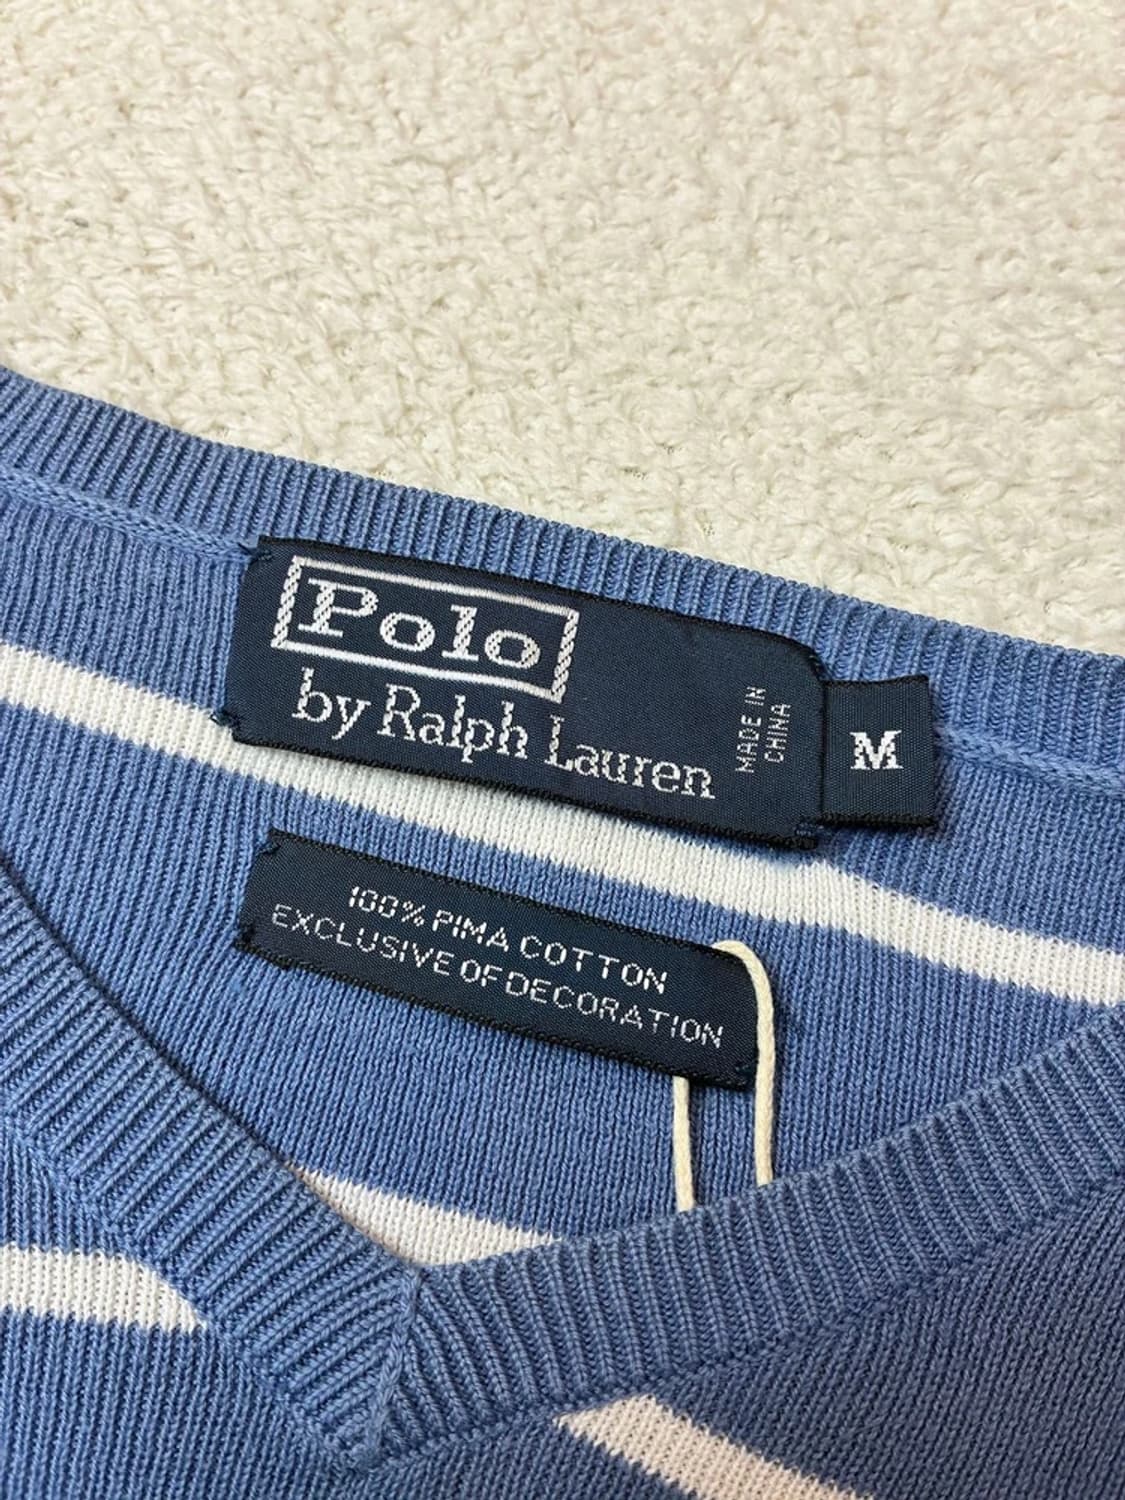 Polo
by Ralph Lauren
MADE IN
CHINA
M
100% PIMA COTTON
EXCLUSIVE OF DECORATION